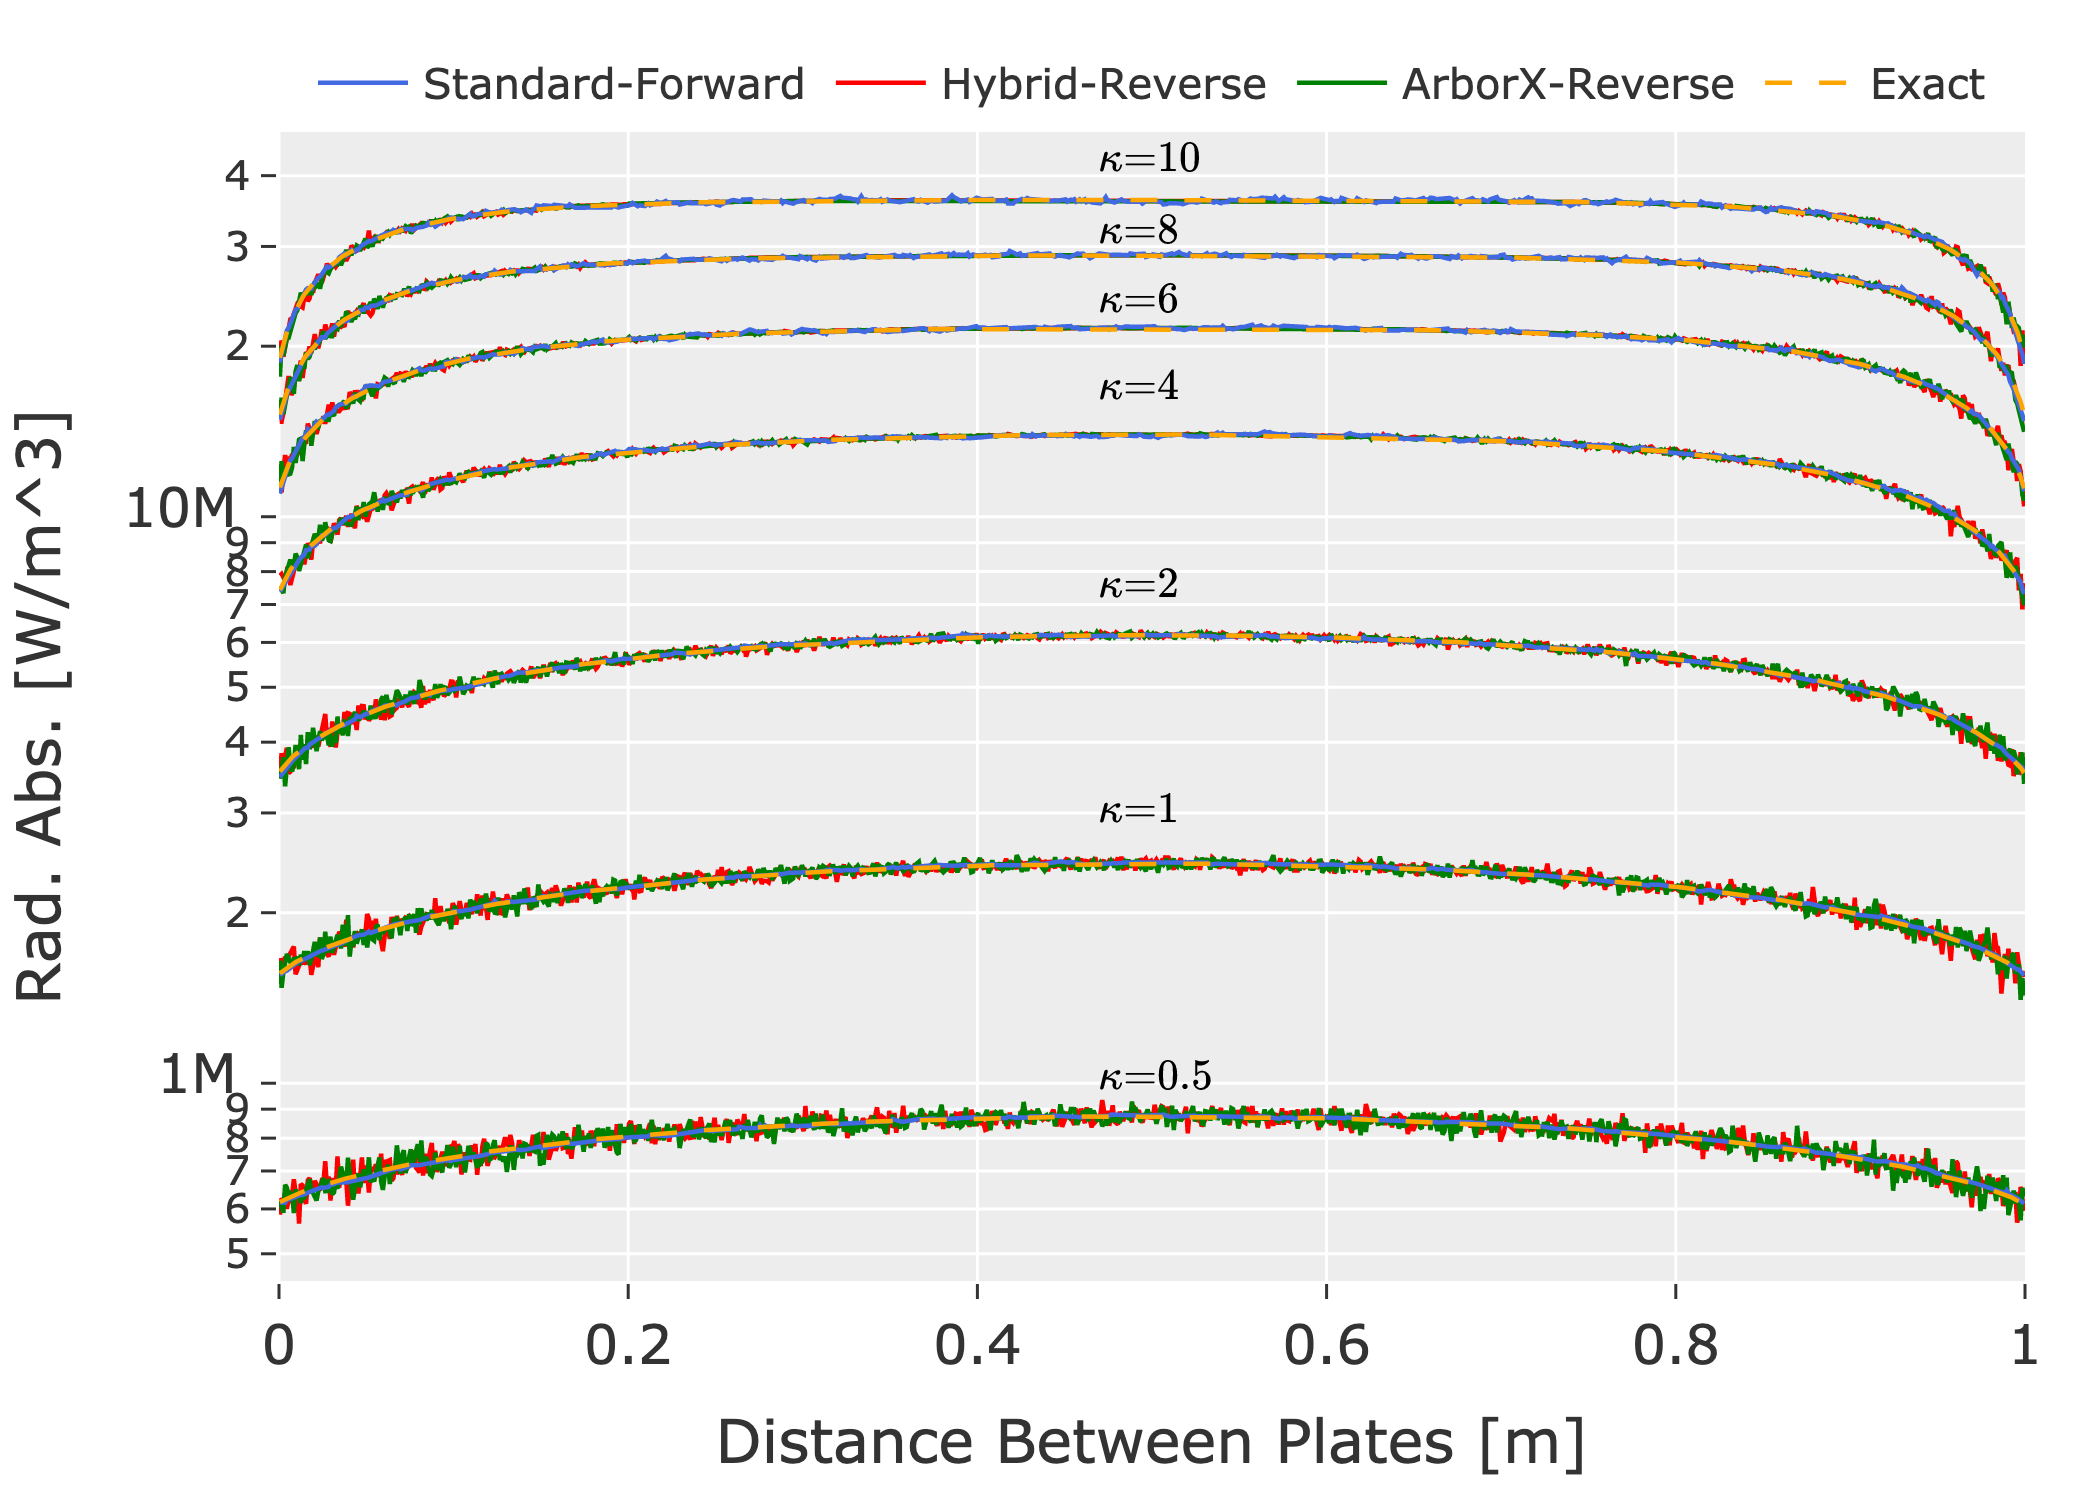 Standard-Forward Hybrid-Reverse ArborX-Reverse Exact
κ=10
4
3
κ=8
κ=6
2
κ=4
10M
9
8
κ=2
7
6
5
4
3
κ=1
2
1M
κ=0.5
9
8
7
6
5
Rad. Abs. [W/m^3]
0 0.2 0.4 0.6 0.8 1
Distance Between Plates [m]